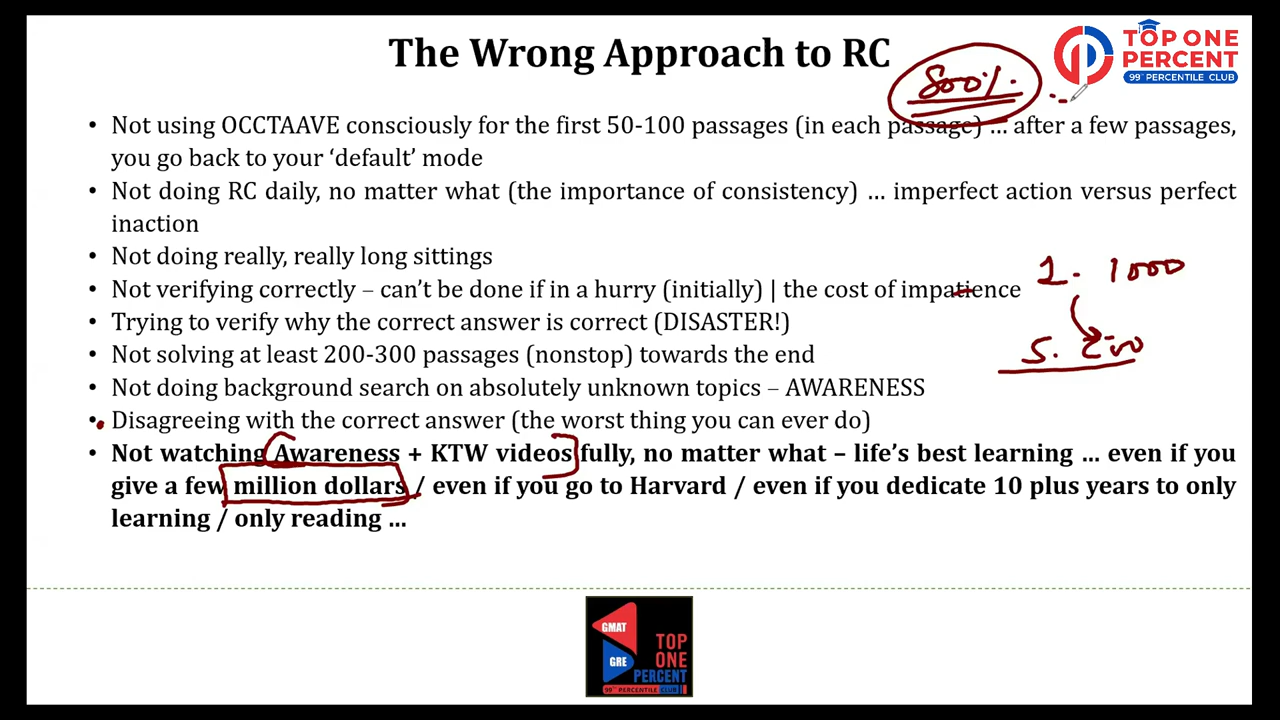 The Wrong Approach to RC
800%
TOP ONE
PERCENT
99TH PERCENTILE CLUB
• Not using OCCTAAVE consciously for the first 50-100 passages (in each passage) … after a few passages,
you go back to your ‘default’ mode
• Not doing RC daily, no matter what (the importance of consistency) … imperfect action versus perfect
inaction
• Not doing really, really long sittings
1. 1000
• Not verifying correctly – can’t be done if in a hurry (initially) | the cost of impatience
• Trying to verify why the correct answer is correct (DISASTER!)
5.
• Not solving at least 200-300 passages (nonstop) towards the end
• Not doing background search on absolutely unknown topics – AWARENESS
• Disagreeing with the correct answer (the worst thing you can ever do)
• Not watching Awareness + KTW videos fully, no matter what – life’s best learning … even if you
give a few million dollars / even if you go to Harvard / even if you dedicate 10 plus years to only
learning / only reading …
GMAT
GRE
TOP
ONE
PERCENT
99TH PERCENTILE CLUB